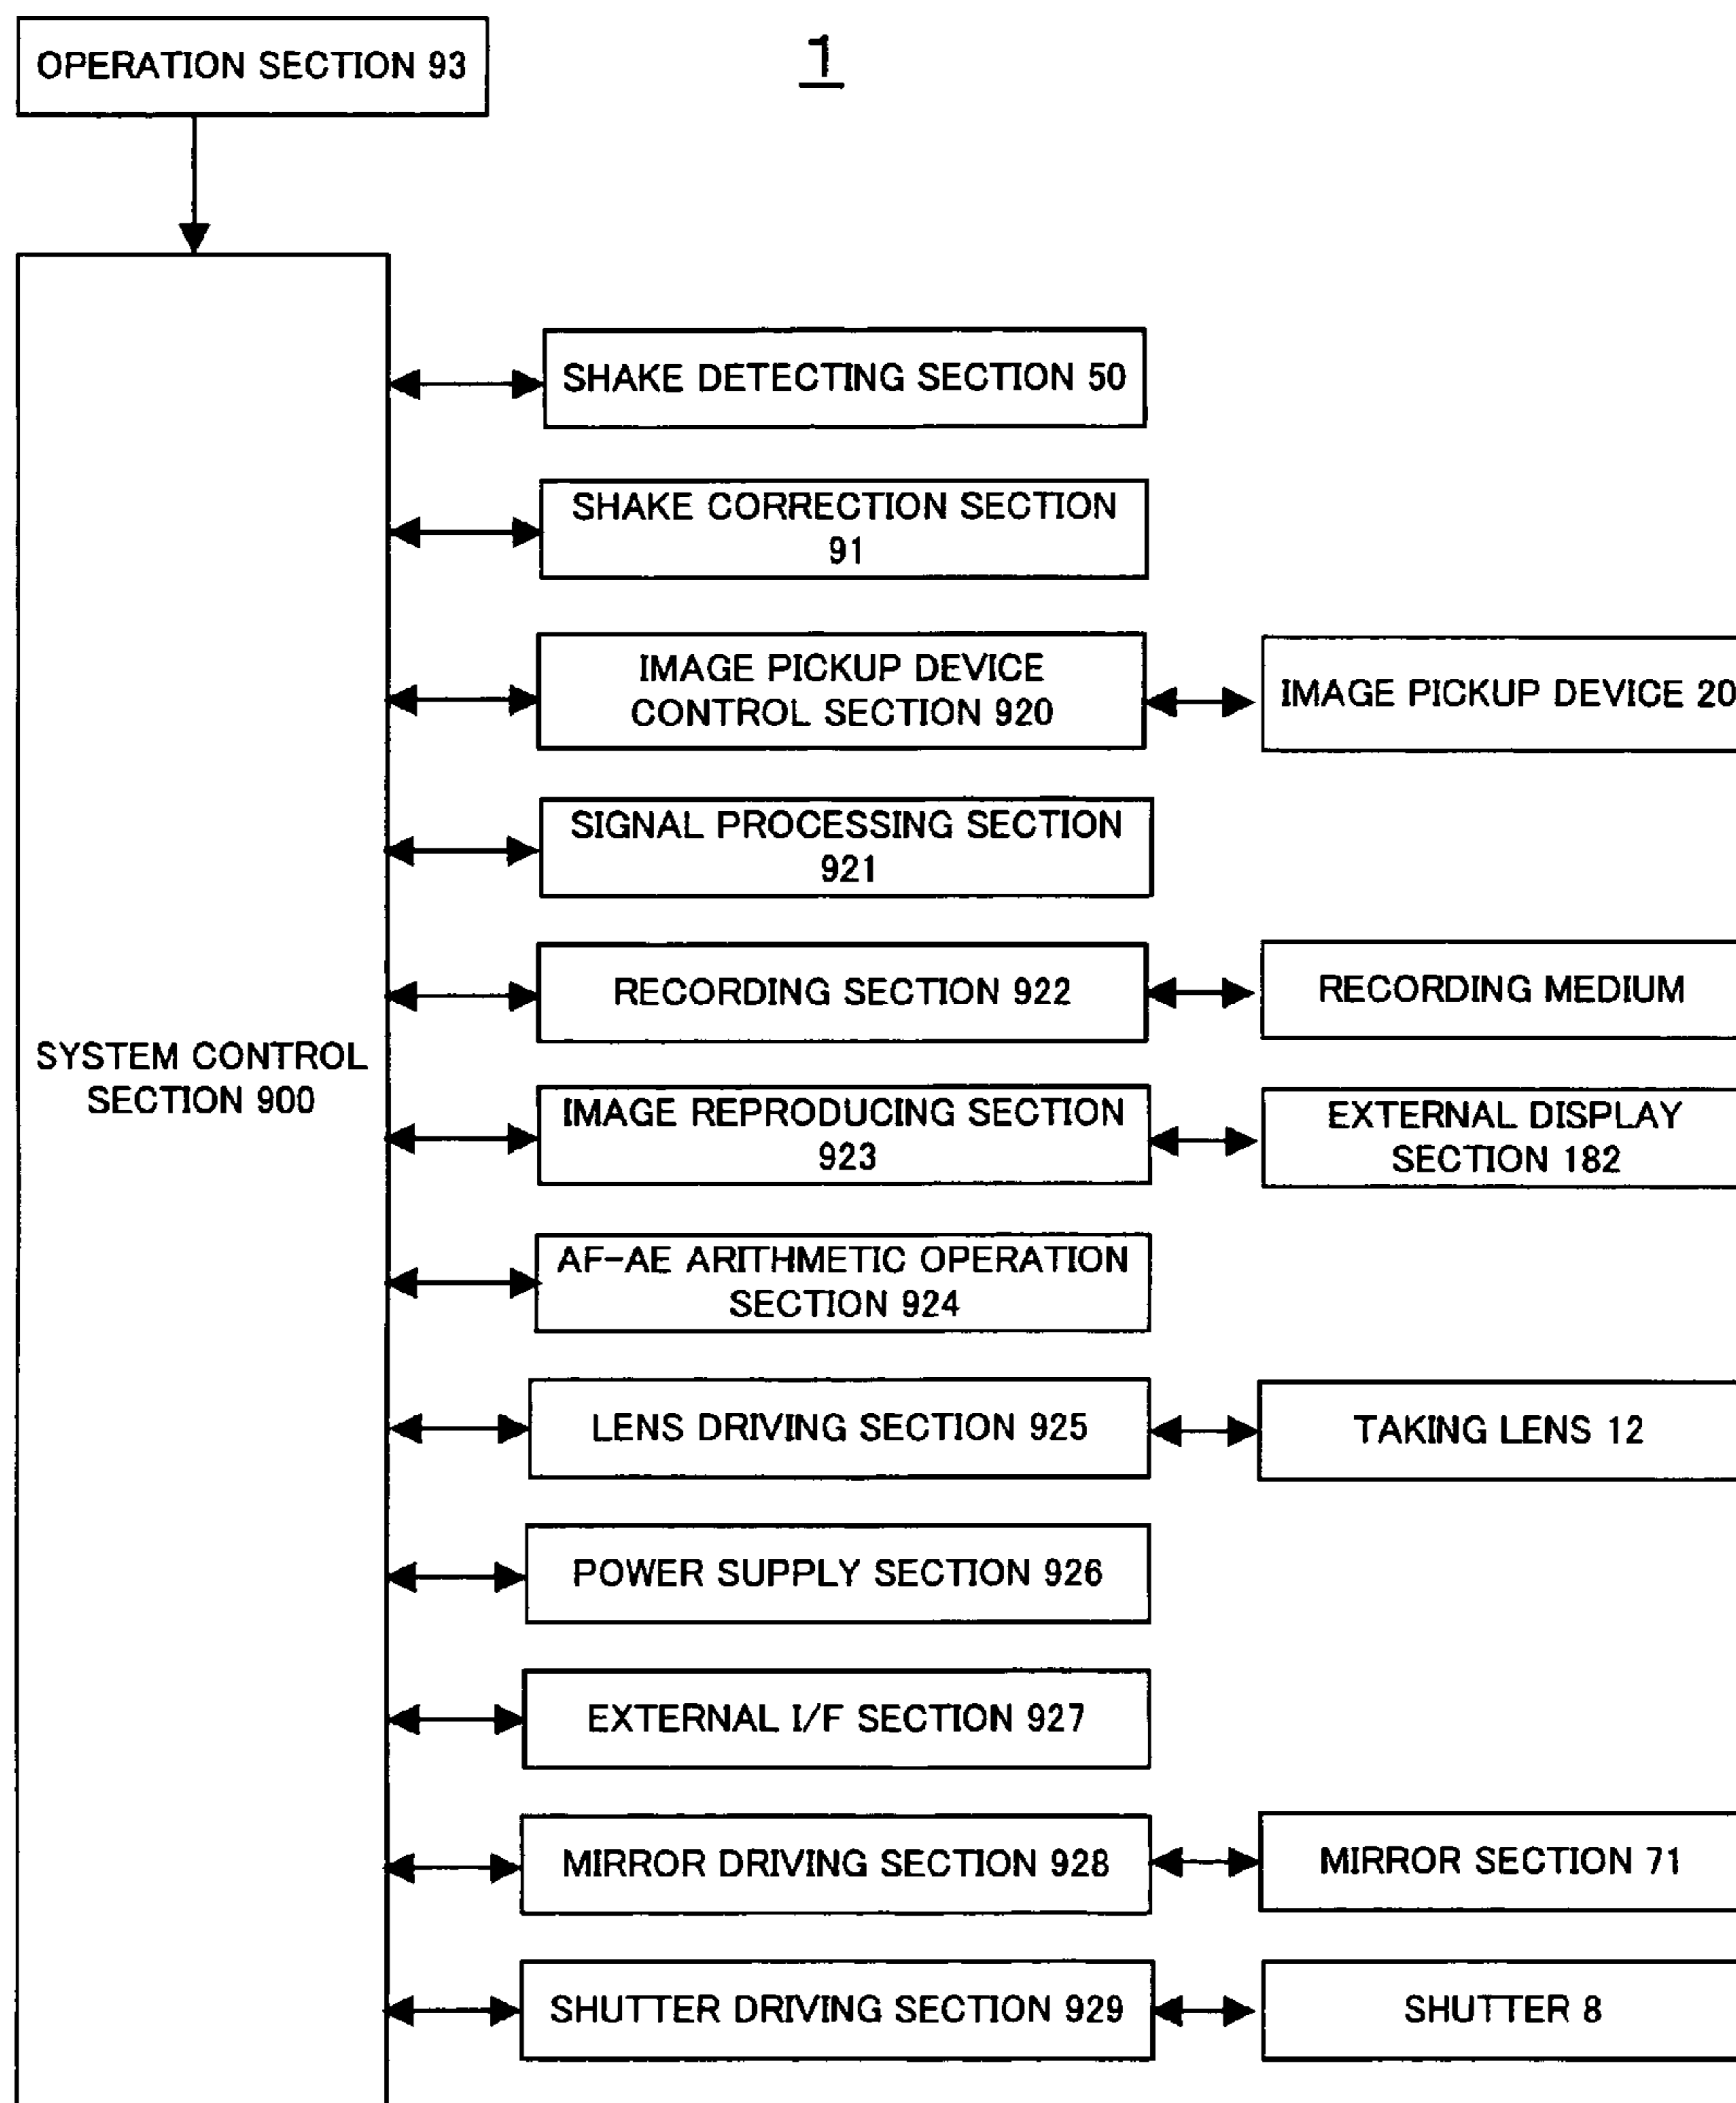 OPERATION SECTION 93
1
SHAKE DETECTING SECTION 50
SHAKE CORRECTION SECTION
91
IMAGE PICKUP DEVICE
CONTROL SECTION 920
IMAGE PICKUP DEVICE 20
SIGNAL PROCESSING SECTION
921
RECORDING SECTION 922
RECORDING MEDIUM
SYSTEM CONTROL
SECTION 900
IMAGE REPRODUCING SECTION
923
EXTERNAL DISPLAY
SECTION 182
AF-AE ARITHMETIC OPERATION
SECTION 924
LENS DRIVING SECTION 925
TAKING LENS 12
POWER SUPPLY SECTION 926
EXTERNAL I/F SECTION 927
MIRROR DRIVING SECTION 928
MIRROR SECTION 71
SHUTTER DRIVING SECTION 929
SHUTTER 8